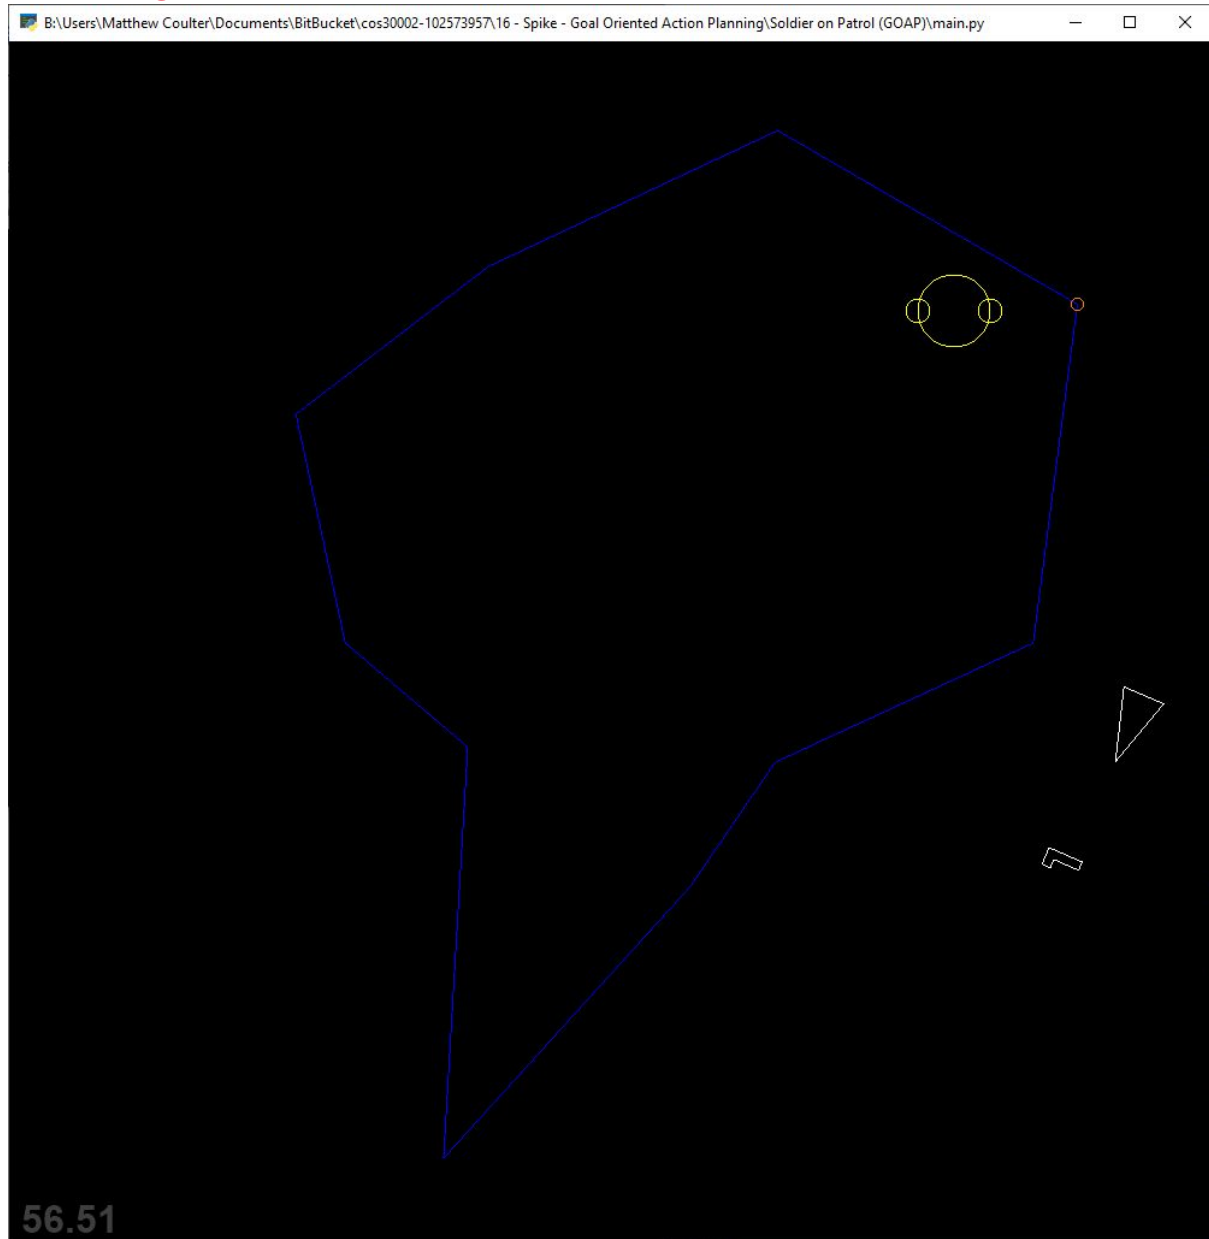 B:\Users\Matthew Coulter\Documents\BitBucket\cos30002-102573957\16 - Spike - Goal Oriented Action Planning\Soldier on Patrol (GOAP)\main.py
56.51